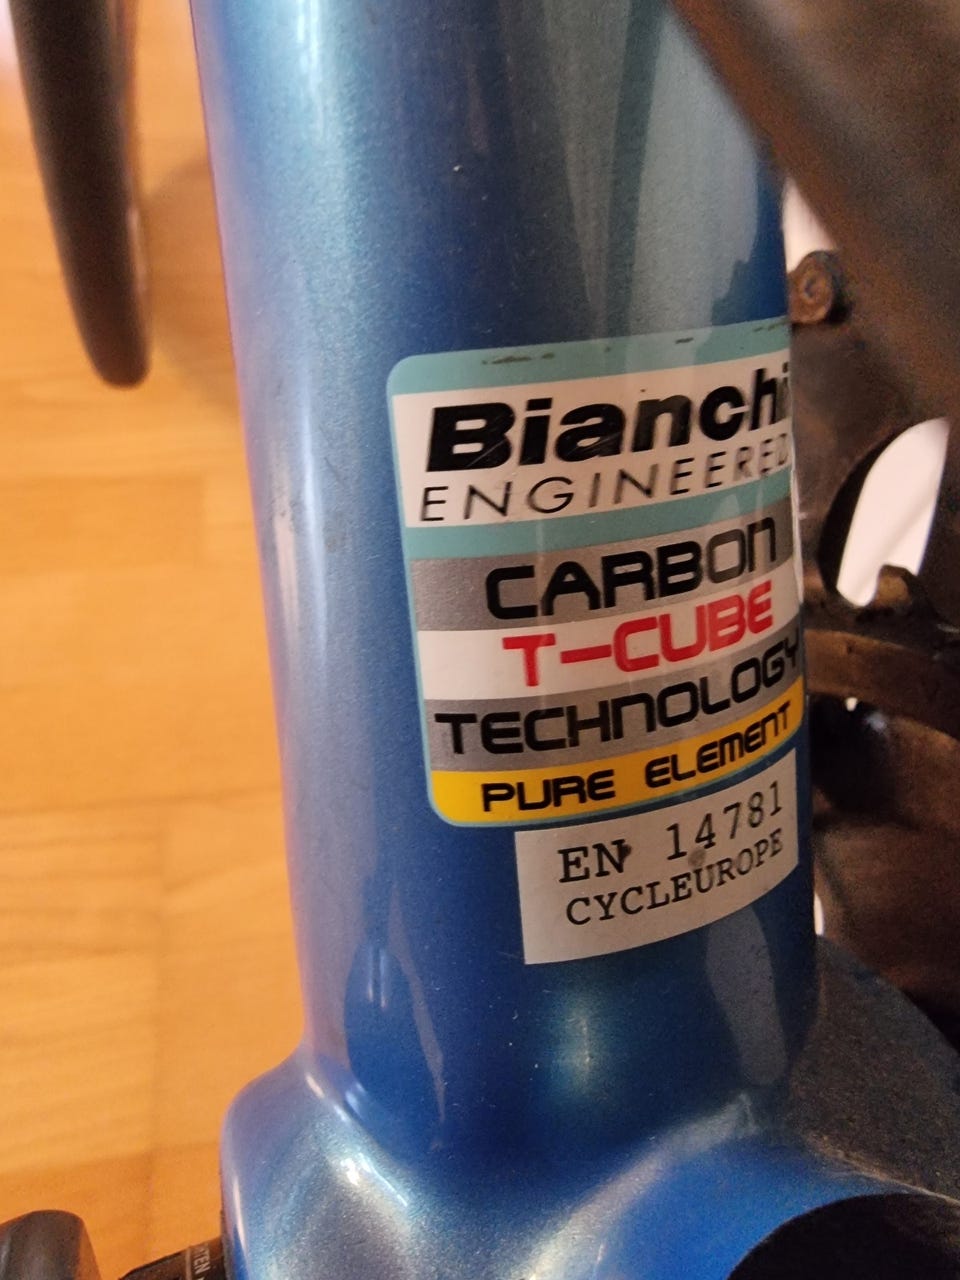 Bianchi
ENGINEERED
CARBON
T-CUBE
TECHNOLOGY
PURE ELEMENT
EN 14781
CYCLEUROPE